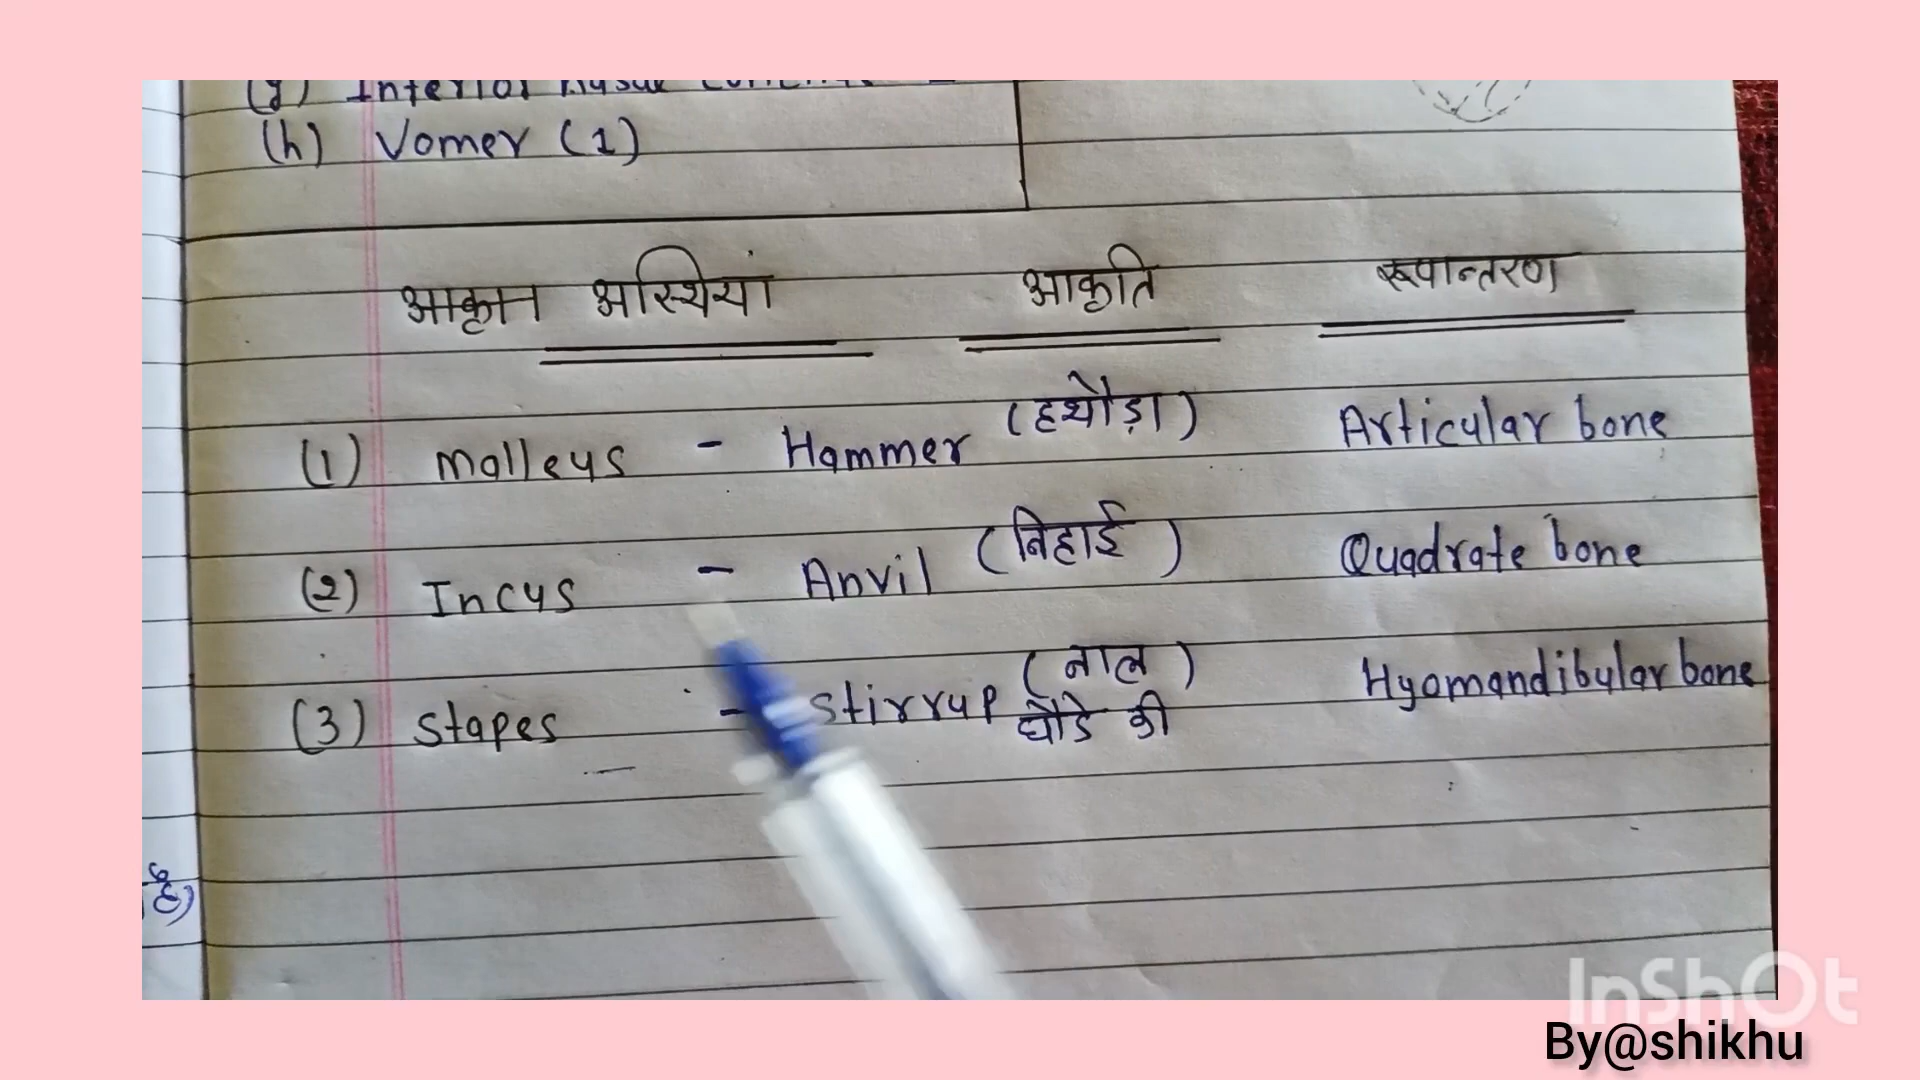 (h) Vomer (1)
अस्थियां आकृति रूपान्तरण
(1) Malleus - Hammer (हथौड़ा) Articular bone
(2) Incus - Anvil (निहाई) Quadrate bone
(3) Stapes - Stirrup (नाल) Hyomandibular bone
घौडे की
है)
InShOt
By@shikhu